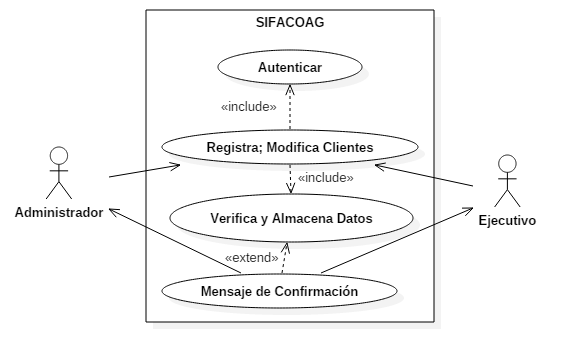 SIFACOAG
Autenticar
«include»
Registra; Modifica Clientes
«include»
Administrador
Ejecutivo
Verifica y Almacena Datos
«extend»
Mensaje de Confirmación